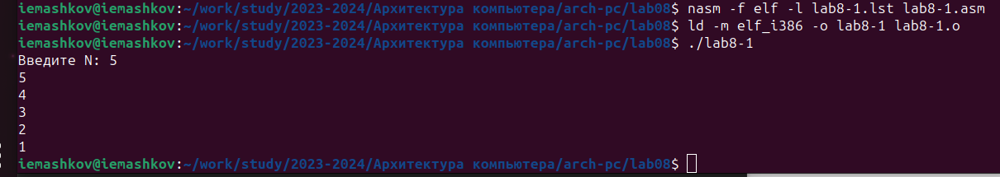 iemashkov@iemashkov:~/work/study/2023-2024/Архитектура компьютера/arch-pc/lab08$ nasm -f elf -l lab8-1.lst lab8-1.asm
iemashkov@iemashkov:~/work/study/2023-2024/Архитектура компьютера/arch-pc/lab08$ ld -m elf_i386 -o lab8-1 lab8-1.o
iemashkov@iemashkov:~/work/study/2023-2024/Архитектура компьютера/arch-pc/lab08$ ./lab8-1
Введите N: 5
5
4
3
2
1
iemashkov@iemashkov:~/work/study/2023-2024/Архитектура компьютера/arch-pc/lab08$